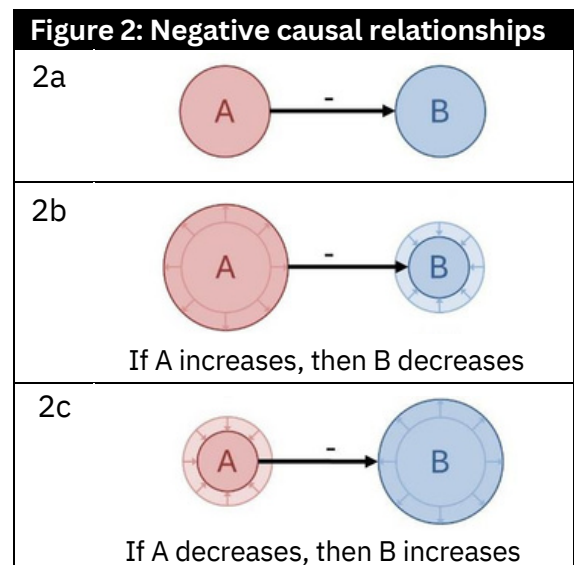 Figure 2: Negative causal relationships
2a
A - B
2b
A - B
If A increases, then B decreases
2c
A - B
If A decreases, then B increases